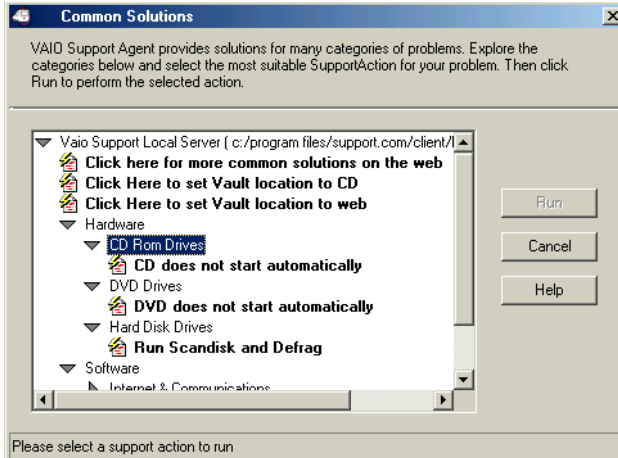 Common Solutions
VAIO Support Agent provides solutions for many categories of problems. Explore the
categories below and select the most suitable SupportAction for your problem. Then click
Run to perform the selected action.
Vaio Support Local Server ( c:/program files/support.com/client/
Click here for more common solutions on the web
Click Here to set Vault location to CD
Click Here to set Vault location to web
Hardware
CD Rom Drives
CD does not start automatically
DVD Drives
DVD does not start automatically
Hard Disk Drives
Run Scandisk and Defrag
Software
Internet & Communications
Run
Cancel
Help
Please select a support action to run